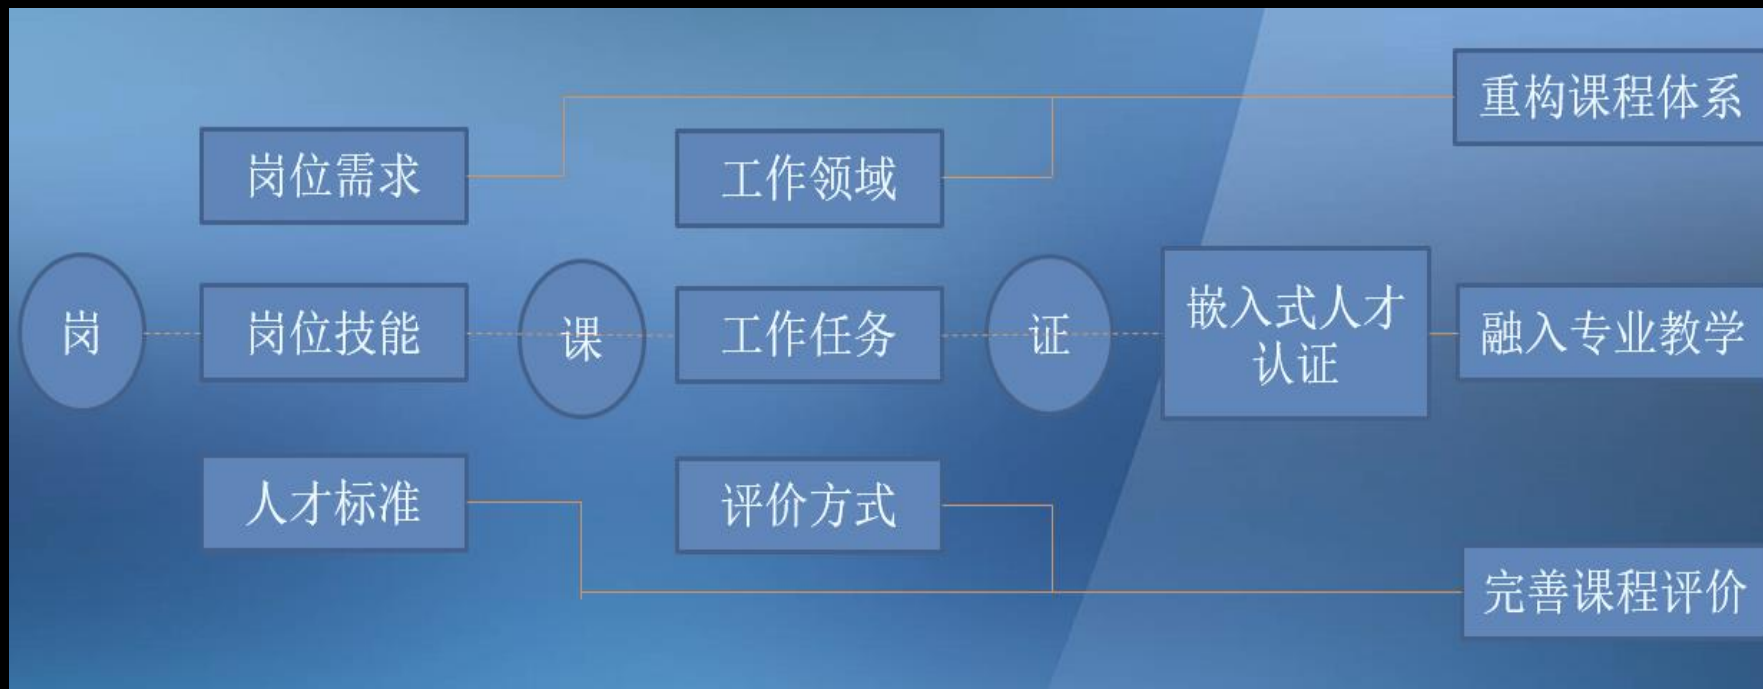 重构课程体系
岗位需求
工作领域
岗
岗位技能
课
工作任务
证
嵌入式人才
认证
融入专业教学
人才标准
评价方式
完善课程评价